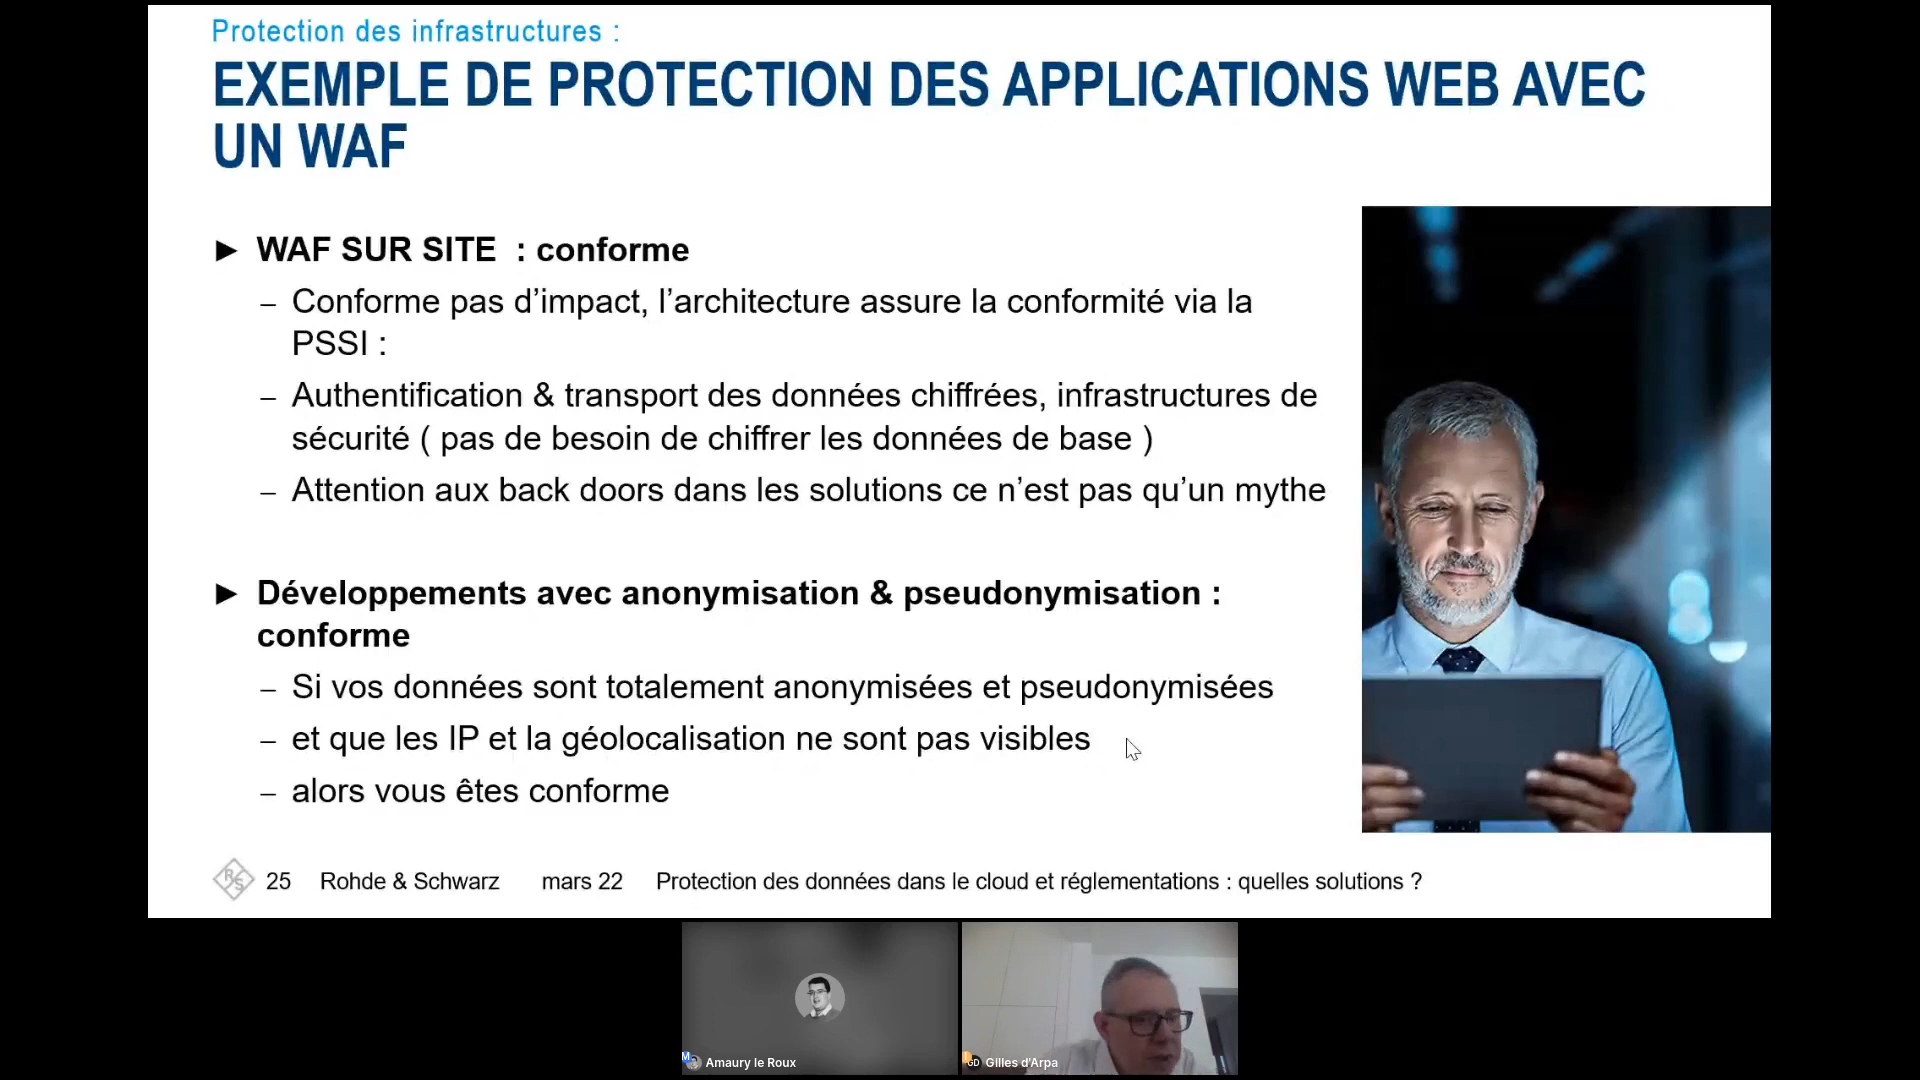 Protection des infrastructures :
EXEMPLE DE PROTECTION DES APPLICATIONS WEB AVEC
UN WAF
► WAF SUR SITE : conforme
– Conforme pas d’impact, l’architecture assure la conformité via la
PSSI :
– Authentification & transport des données chiffrées, infrastructures de
sécurité ( pas de besoin de chiffrer les données de base )
– Attention aux back doors dans les solutions ce n’est pas qu’un mythe
► Développements avec anonymisation & pseudonymisation :
conforme
– Si vos données sont totalement anonymisées et pseudonymisées
– et que les IP et la géolocalisation ne sont pas visibles
– alors vous êtes conforme
RS 25 Rohde & Schwarz mars 22 Protection des données dans le cloud et réglementations : quelles solutions ?
M Amaury le Roux
GD Gilles d'Arpa